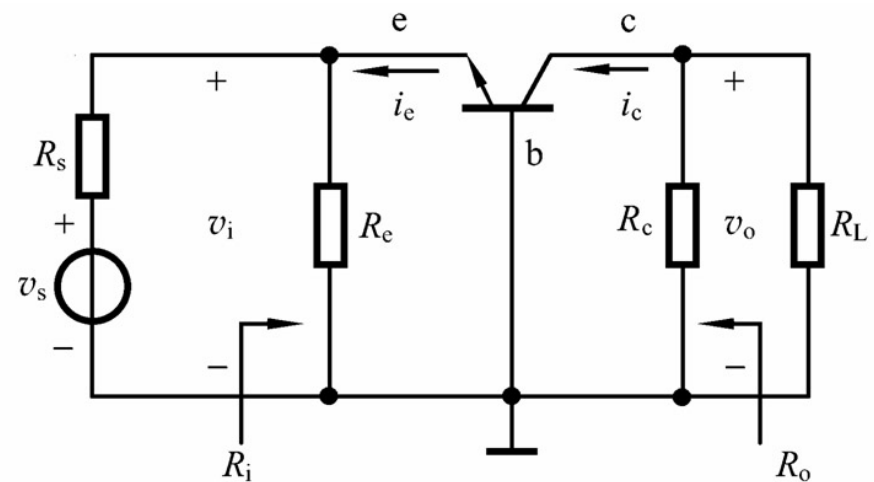 e c
+ +
i_e i_c
R_s b
+ v_i R_e R_c v_o R_L
v_s
− − −
R_i R_o